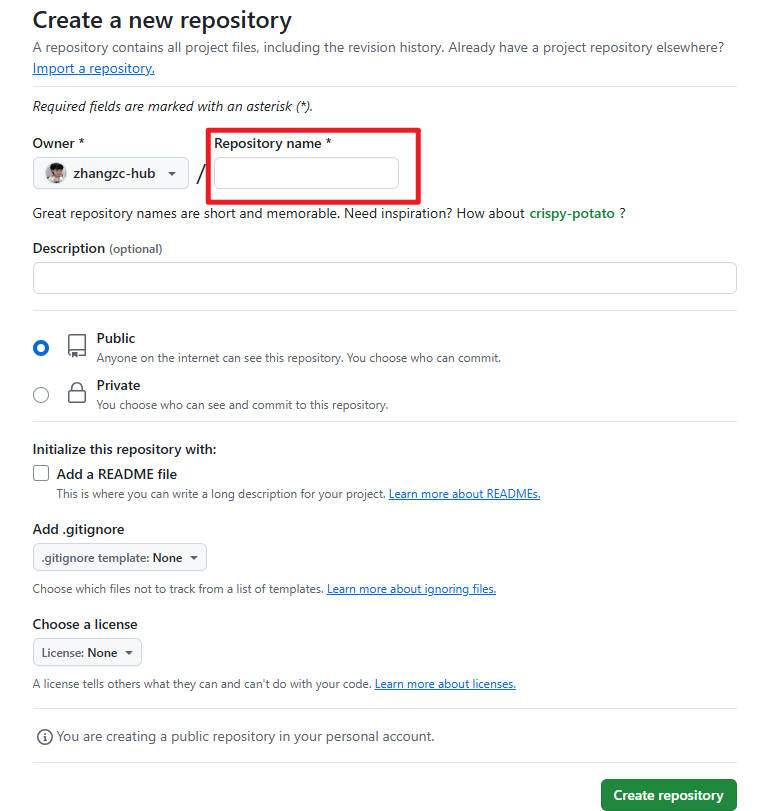 Create a new repository
A repository contains all project files, including the revision history. Already have a project repository elsewhere?
Import a repository.
Required fields are marked with an asterisk (*).
Owner * Repository name *
zhangzc-hub /
Great repository names are short and memorable. Need inspiration? How about crispy-potato ?
Description (optional)
Public
Anyone on the internet can see this repository. You choose who can commit.
Private
You choose who can see and commit to this repository.
Initialize this repository with:
Add a README file
This is where you can write a long description for your project. Learn more about READMEs.
Add .gitignore
.gitignore template: None
Choose which files not to track from a list of templates. Learn more about ignoring files.
Choose a license
License: None
A license tells others what they can and can't do with your code. Learn more about licenses.
You are creating a public repository in your personal account.
Create repository